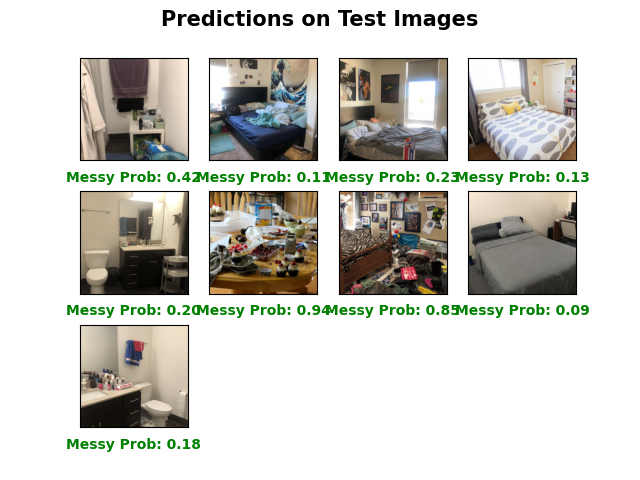 Predictions on Test Images
Messy Prob: 0.42 Messy Prob: 0.11 Messy Prob: 0.23 Messy Prob: 0.13
Messy Prob: 0.20 Messy Prob: 0.94 Messy Prob: 0.85 Messy Prob: 0.09
Messy Prob: 0.18